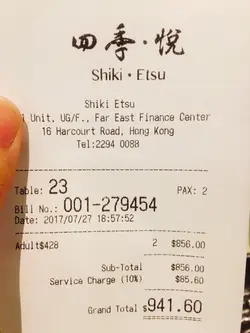 四季・悦
Shiki・Etsu
Shiki Etsu
Unit, UG/F., Far East Finance Center
16 Harcourt Road, Hong Kong
Tel:2294 0088
Table: 23 PAX: 2
Bill No.: 001-279454
Date: 2017/07/27 18:57:52
Adult$428 2 $856.00
Sub-Total $856.00
Service Charge (10%) $85.60
Grand Total $941.60